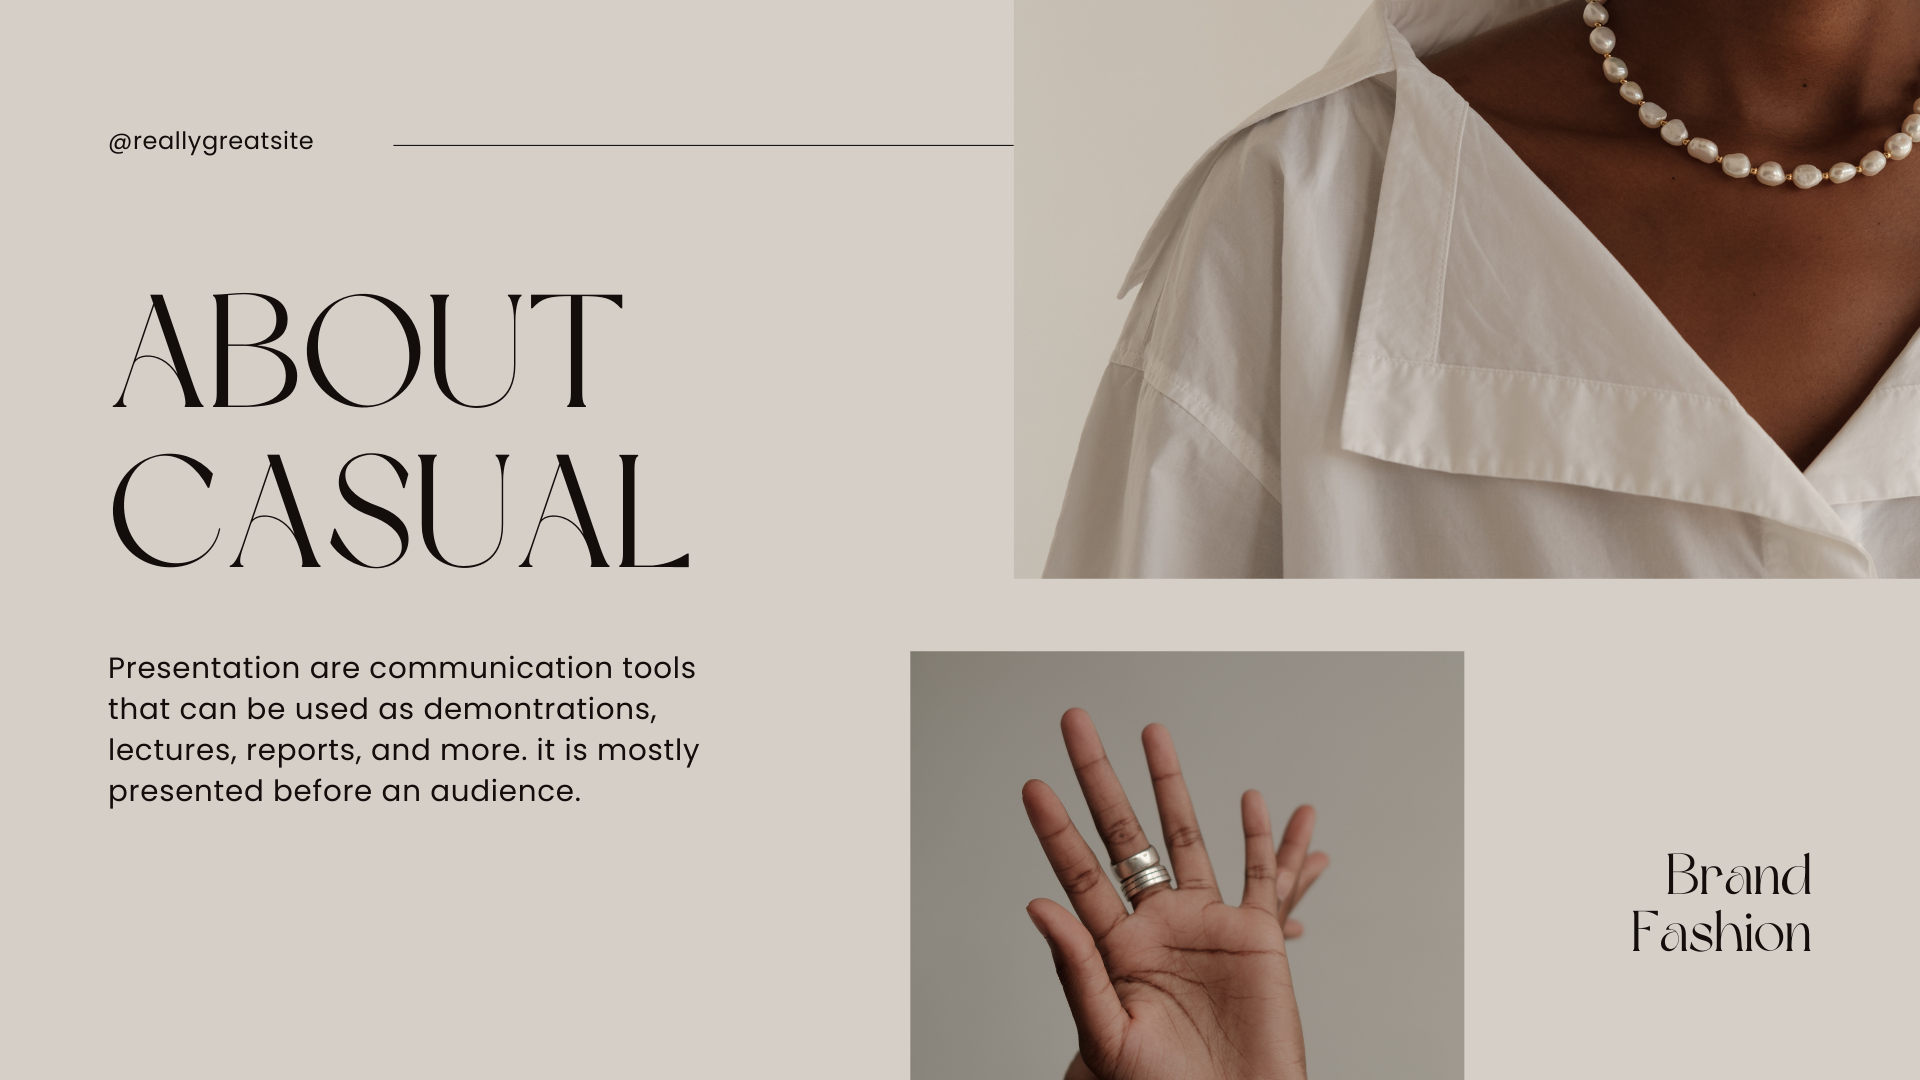 @reallygreatsite
ABOUT
CASUAL
Presentation are communication tools
that can be used as demontrations,
lectures, reports, and more. it is mostly
presented before an audience.
Brand
Fashion